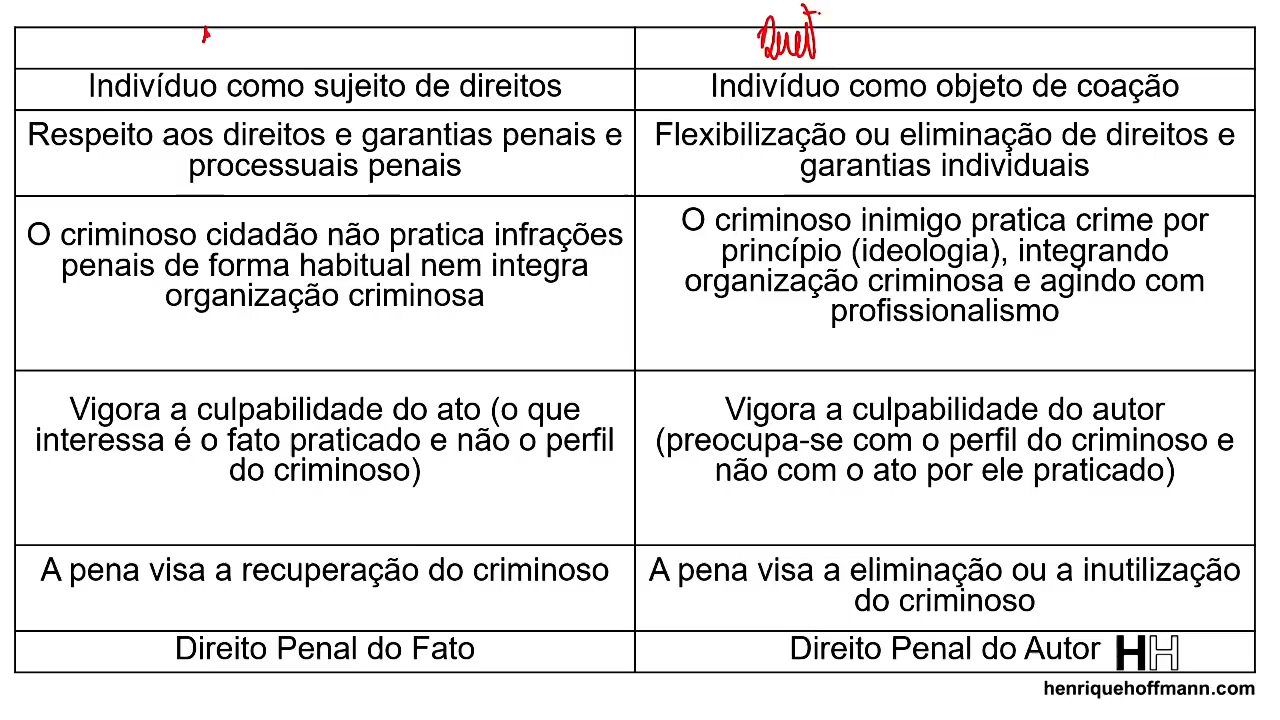 Indivíduo como sujeito de direitos
Indivíduo como objeto de coação
Respeito aos direitos e garantias penais e
processuais penais
Flexibilização ou eliminação de direitos e
garantias individuais
O criminoso cidadão não pratica infrações
penais de forma habitual nem integra
organização criminosa
O criminoso inimigo pratica crime por
princípio (ideologia), integrando
organização criminosa e agindo com
profissionalismo
Vigora a culpabilidade do ato (o que
interessa é o fato praticado e não o perfil
do criminoso)
Vigora a culpabilidade do autor
(preocupa-se com o perfil do criminoso e
não com o ato por ele praticado)
A pena visa a recuperação do criminoso
A pena visa a eliminação ou a inutilização
do criminoso
Direito Penal do Fato
Direito Penal do Autor HH
henriquehoffmann.com